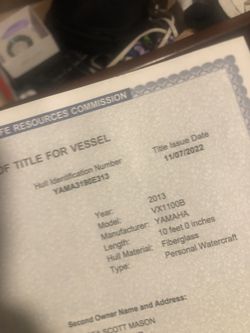 FE RESOURCES COMMISSION
OF TITLE FOR VESSEL
Hull Identification Number
Title Issue Date
11/07/2022
Year: 2013
Model: VX1100B
Manufacturer: YAMAHA
Length: 10 feet 0 inches
Hull Material: Fiberglass
Type: Personal Watercraft
Second Owner Name and Address:
SCOTT MASON